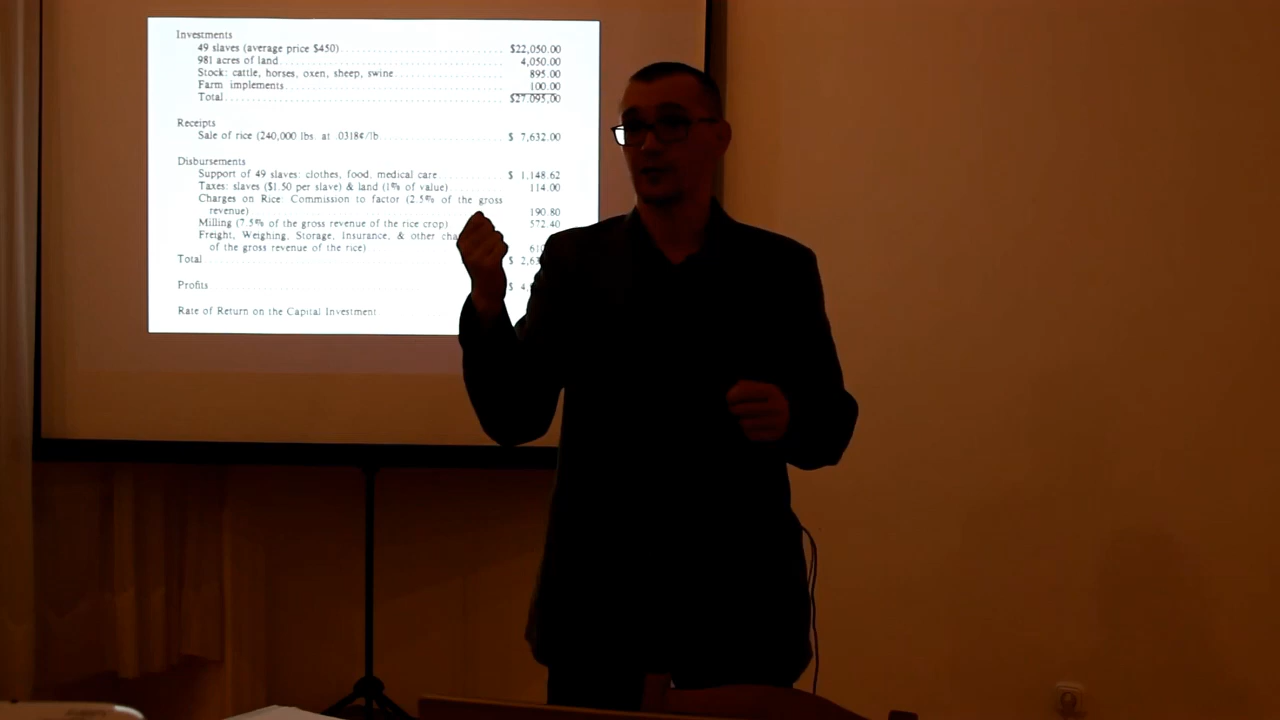 Investments
49 slaves (average price $450) $22,050.00
981 acres of land 4,050.00
Stock: cattle, horses, oxen, sheep, swine 895.00
Farm implements 100.00
Total $27,095.00
Receipts
Sale of rice (240,000 lbs. at .0318¢/lb. $ 7,632.00
Disbursements
Support of 49 slaves: clothes, food, medical care $ 1,148.62
Taxes: slaves ($1.50 per slave) & land (1% of value) 114.00
Charges on Rice: Commission to factor (2.5% of the gross
revenue) 190.80
Milling (7.5% of the gross revenue of the rice crop) 572.40
Freight, Weighing, Storage, Insurance, & other
of the gross revenue of the rice)
Total $ 2,6
Profits $ 4,
Rate of Return on the Capital Investment